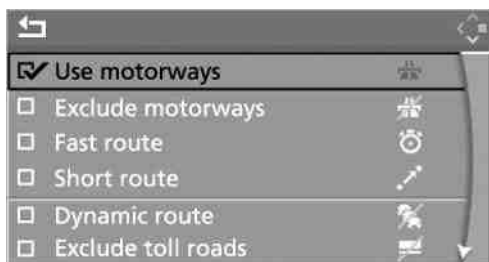 Use motorways
Exclude motorways
Fast route
Short route
Dynamic route
Exclude toll roads